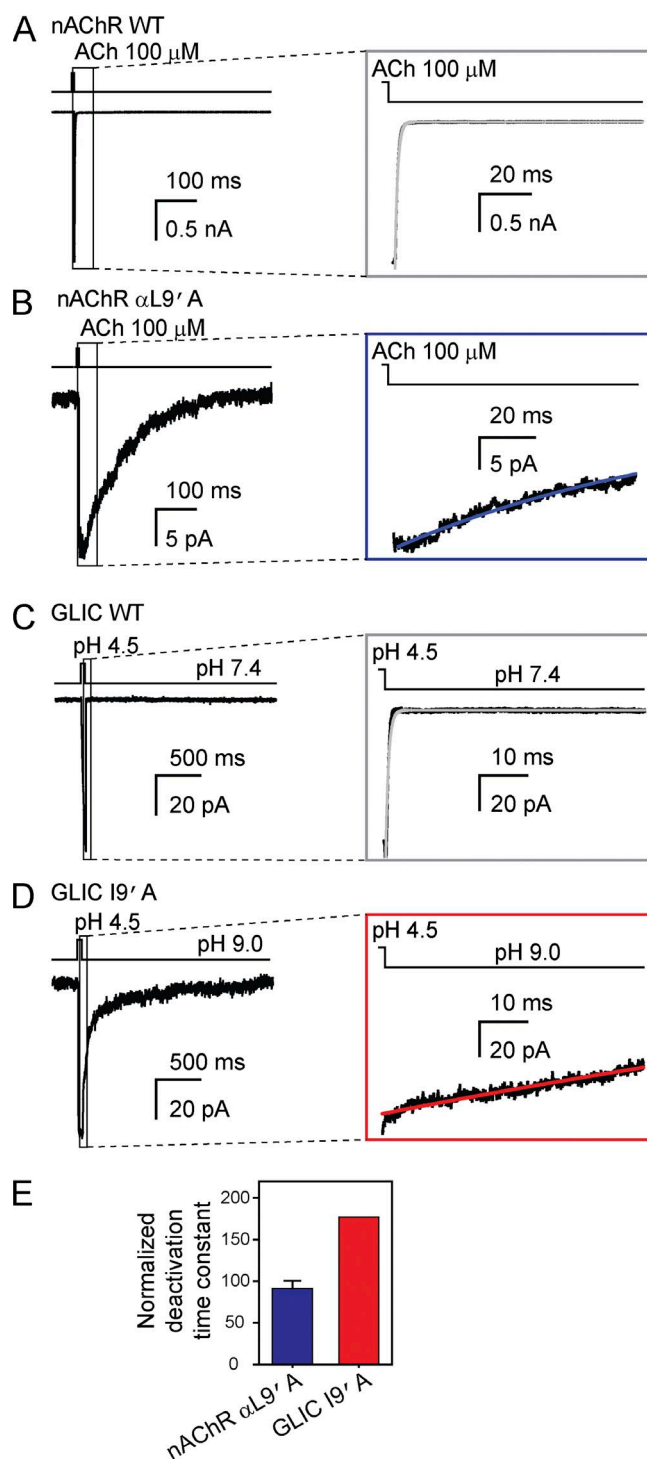 A
nAChR WT
ACh 100 μM
100 ms
0.5 nA
ACh 100 μM
20 ms
0.5 nA
B
nAChR αL9′ A
ACh 100 μM
100 ms
5 pA
ACh 100 μM
20 ms
5 pA
C
GLIC WT
pH 4.5
pH 7.4
500 ms
20 pA
pH 4.5
pH 7.4
10 ms
20 pA
D
GLIC I9′ A
pH 4.5
pH 9.0
500 ms
20 pA
pH 4.5
pH 9.0
10 ms
20 pA
E
Normalized
deactivation
time constant
200
150
100
50
0
nAChR αL9′ A
GLIC I9′ A